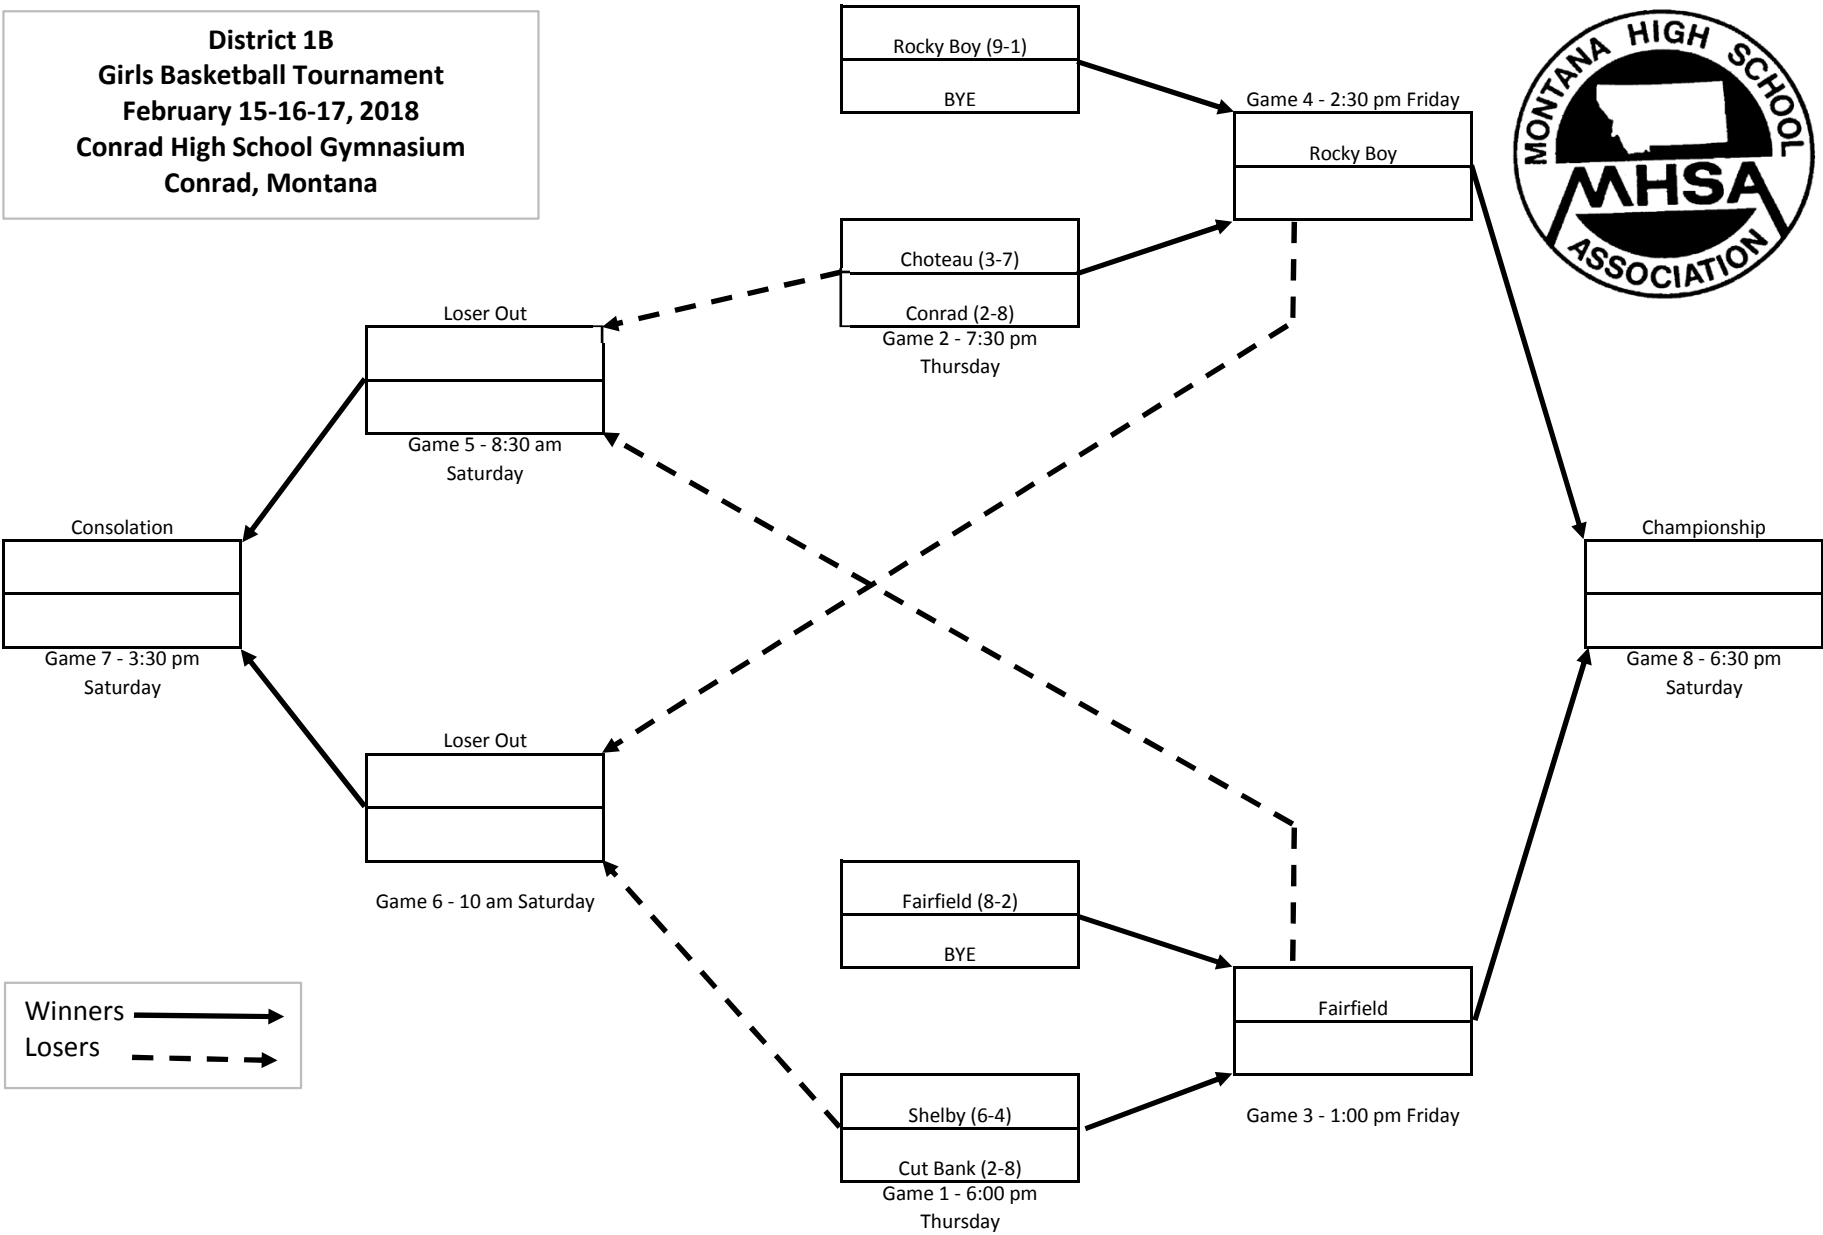 District 1B
Girls Basketball Tournament
February 15-16-17, 2018
Conrad High School Gymnasium
Conrad, Montana
Rocky Boy (9-1)
BYE
Game 4 - 2:30 pm Friday
Rocky Boy
MONTANA HIGH SCHOOL
MHSA
ASSOCIATION
Choteau (3-7)
Conrad (2-8)
Game 2 - 7:30 pm
Thursday
Loser Out
Game 5 - 8:30 am
Saturday
Consolation
Game 7 - 3:30 pm
Saturday
Championship
Game 8 - 6:30 pm
Saturday
Loser Out
Game 6 - 10 am Saturday
Fairfield (8-2)
BYE
Fairfield
Game 3 - 1:00 pm Friday
Winners
Losers
Shelby (6-4)
Cut Bank (2-8)
Game 1 - 6:00 pm
Thursday